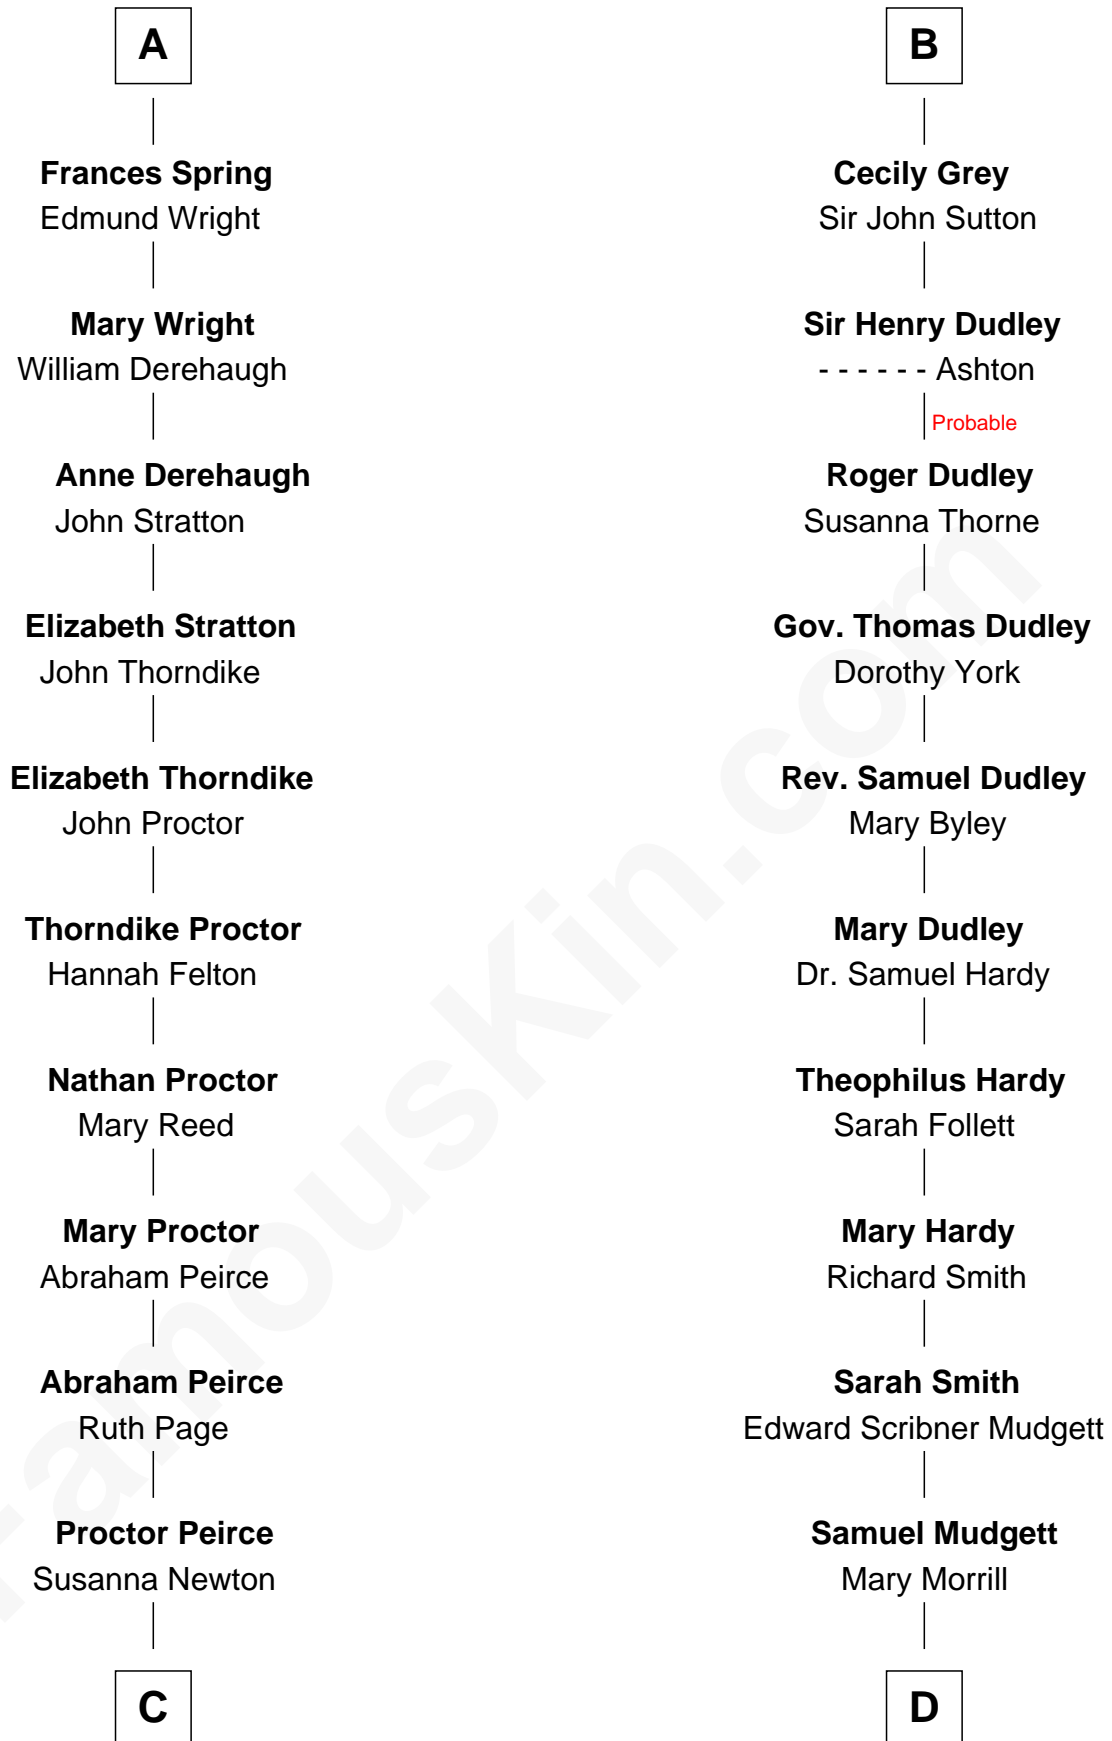 A
Frances Spring
Edmund Wright
Mary Wright
William Derehaugh
Anne Derehaugh
John Stratton
Elizabeth Stratton
John Thorndike
Elizabeth Thorndike
John Proctor
Thorndike Proctor
Hannah Felton
Nathan Proctor
Mary Reed
Mary Proctor
Abraham Peirce
Abraham Peirce
Ruth Page
Proctor Peirce
Susanna Newton
C
B
Cecily Grey
Sir John Sutton
Sir Henry Dudley
- - - - - - Ashton
Probable
Roger Dudley
Susanna Thorne
Gov. Thomas Dudley
Dorothy York
Rev. Samuel Dudley
Mary Byley
Mary Dudley
Dr. Samuel Hardy
Theophilus Hardy
Sarah Follett
Mary Hardy
Richard Smith
Sarah Smith
Edward Scribner Mudgett
Samuel Mudgett
Mary Morrill
D
FamousKin.com